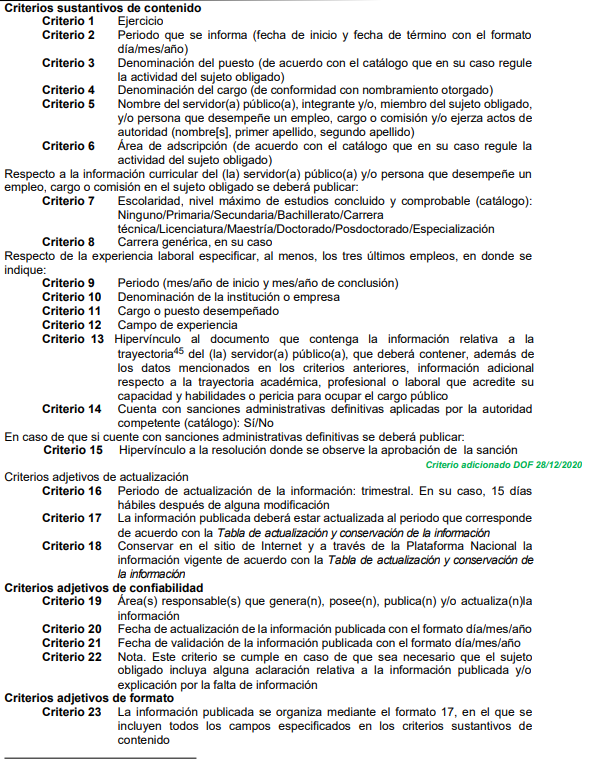 Criterios sustantivos de contenido
Criterio 1 Ejercicio
Criterio 2 Periodo que se informa (fecha de inicio y fecha de término con el formato
día/mes/año)
Criterio 3 Denominación del puesto (de acuerdo con el catálogo que en su caso regule
la actividad del sujeto obligado)
Criterio 4 Denominación del cargo (de conformidad con nombramiento otorgado)
Criterio 5 Nombre del servidor(a) público(a), integrante y/o, miembro del sujeto obligado,
y/o persona que desempeñe un empleo, cargo o comisión y/o ejerza actos de
autoridad (nombre[s], primer apellido, segundo apellido)
Criterio 6 Área de adscripción (de acuerdo con el catálogo que en su caso regule la
actividad del sujeto obligado)
Respecto a la información curricular del (la) servidor(a) público(a) y/o persona que desempeñe un
empleo, cargo o comisión en el sujeto obligado se deberá publicar:
Criterio 7 Escolaridad, nivel máximo de estudios concluido y comprobable (catálogo):
Ninguno/Primaria/Secundaria/Bachillerato/Carrera
técnica/Licenciatura/Maestría/Doctorado/Posdoctorado/Especialización
Criterio 8 Carrera genérica, en su caso
Respecto de la experiencia laboral especificar, al menos, los tres últimos empleos, en donde se
indique:
Criterio 9 Periodo (mes/año de inicio y mes/año de conclusión)
Criterio 10 Denominación de la institución o empresa
Criterio 11 Cargo o puesto desempeñado
Criterio 12 Campo de experiencia
Criterio 13 Hipervínculo al documento que contenga la información relativa a la
trayectoria45 del (la) servidor(a) público(a), que deberá contener, además de
los datos mencionados en los criterios anteriores, información adicional
respecto a la trayectoria académica, profesional o laboral que acredite su
capacidad y habilidades o pericia para ocupar el cargo público
Criterio 14 Cuenta con sanciones administrativas definitivas aplicadas por la autoridad
competente (catálogo): Sí/No
En caso de que si cuente con sanciones administrativas definitivas se deberá publicar:
Criterio 15 Hipervínculo a la resolución donde se observe la aprobación de la sanción
Criterio adicionado DOF 28/12/2020
Criterios adjetivos de actualización
Criterio 16 Periodo de actualización de la información: trimestral. En su caso, 15 días
hábiles después de alguna modificación
Criterio 17 La información publicada deberá estar actualizada al periodo que corresponde
de acuerdo con la Tabla de actualización y conservación de la información
Criterio 18 Conservar en el sitio de Internet y a través de la Plataforma Nacional la
información vigente de acuerdo con la Tabla de actualización y conservación de
la información
Criterios adjetivos de confiabilidad
Criterio 19 Área(s) responsable(s) que genera(n), posee(n), publica(n) y/o actualiza(n)la
información
Criterio 20 Fecha de actualización de la información publicada con el formato día/mes/año
Criterio 21 Fecha de validación de la información publicada con el formato día/mes/año
Criterio 22 Nota. Este criterio se cumple en caso de que sea necesario que el sujeto
obligado incluya alguna aclaración relativa a la información publicada y/o
explicación por la falta de información
Criterios adjetivos de formato
Criterio 23 La información publicada se organiza mediante el formato 17, en el que se
incluyen todos los campos especificados en los criterios sustantivos de
contenido